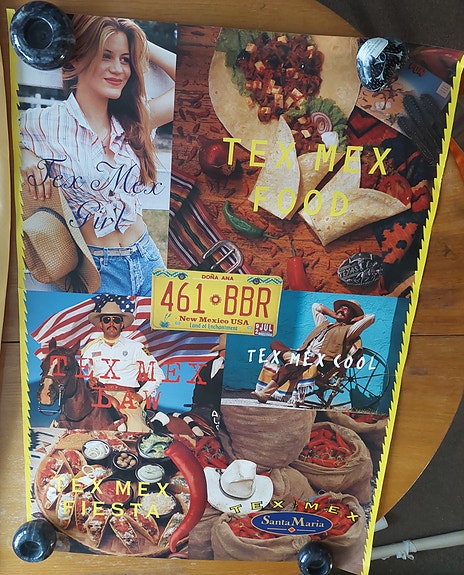 Tex Mex
Girl
TEX MEX
FOOD
DOÑA ANA
461 BBR
New Mexico USA
Land of Enchantment
JUL
TEX MEX
LAW
TEX MEX COOL
TEX MEX
FIESTA
TEX MEX
Santa Maria